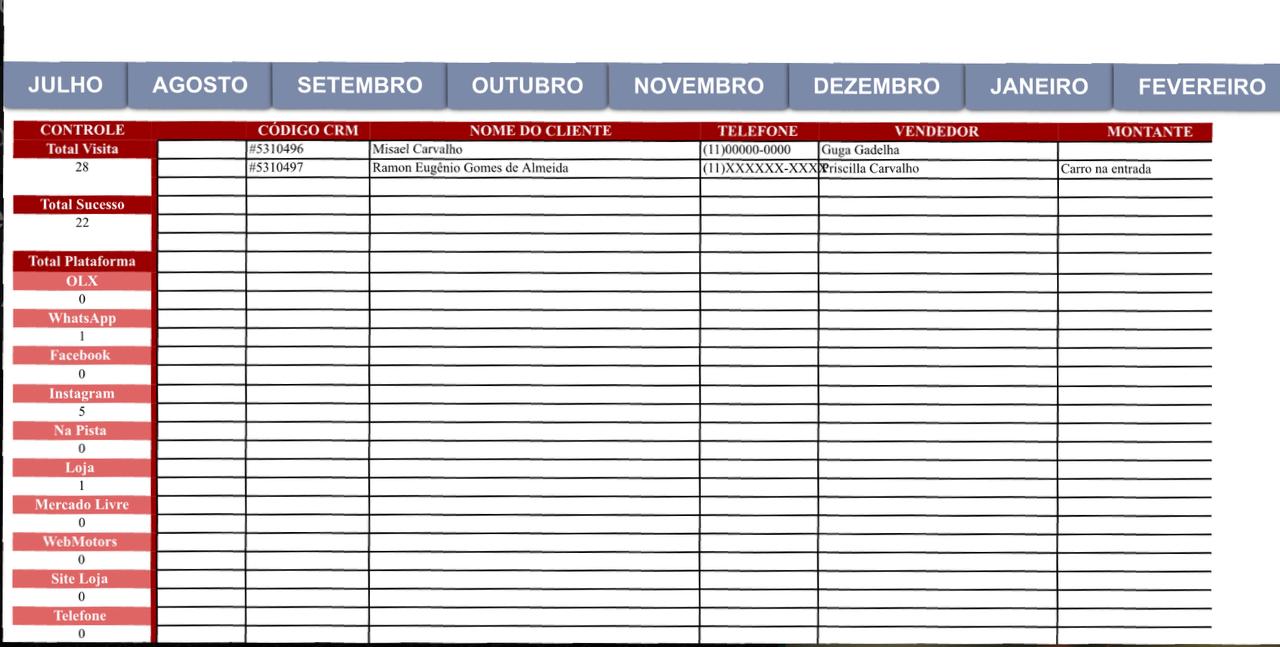 JULHO AGOSTO SETEMBRO OUTUBRO NOVEMBRO DEZEMBRO JANEIRO FEVEREIRO
CONTROLE CÓDIGO CRM NOME DO CLIENTE TELEFONE VENDEDOR MONTANTE
Total Visita #5310496 Misael Carvalho (11)00000-0000 Guga Gadelha
28 #5310497 Ramon Eugênio Gomes de Almeida (11)XXXXXX-XXXX Priscilla Carvalho Carro na entrada
Total Sucesso
22
Total Plataforma
OLX
0
WhatsApp
1
Facebook
0
Instagram
5
Na Pista
0
Loja
1
Mercado Livre
0
WebMotors
0
Site Loja
0
Telefone
0